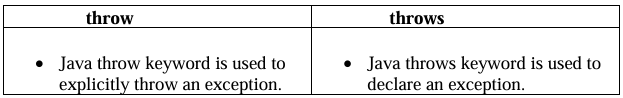 throw throws
• Java throw keyword is used to
explicitly throw an exception.
• Java throws keyword is used to
declare an exception.